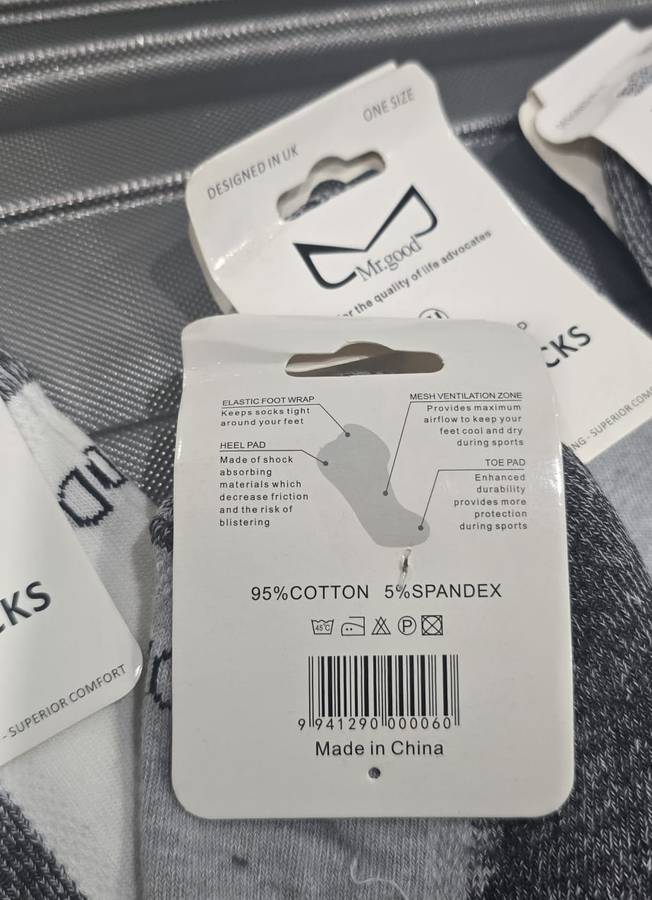 DESIGNED IN UK
ONE SIZE
Mr.good
the quality of life advocates
CKS
SUPERIOR COMF
ELASTIC FOOT WRAP
Keeps socks tight
around your feet
HEEL PAD
Made of shock
absorbing
materials which
decrease friction
and the risk of
blistering
MESH VENTILATION ZONE
Provides maximum
airflow to keep your
feet cool and dry
during sports
TOE PAD
Enhanced
durability
provides more
protection
during sports
95%COTTON 5%SPANDEX
45°C
P
9 941290 000060
Made in China
CKS
- SUPERIOR COMFORT